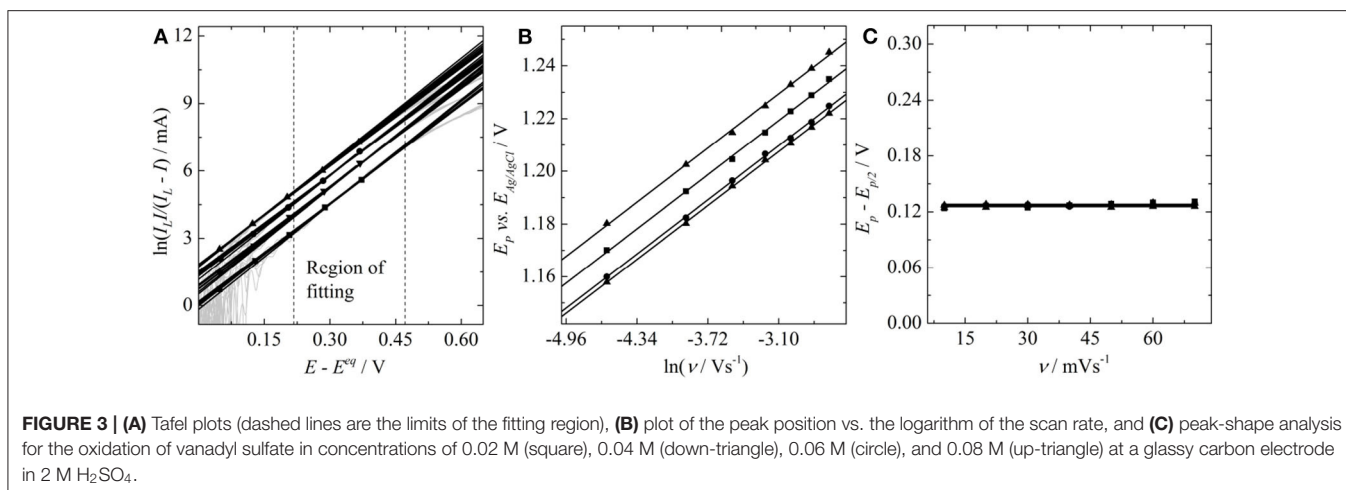 A
12
9
6
3
0
ln(I_L I/(I_L - I) / mA)
Region of
fitting
0.15 0.30 0.45 0.60
E - E^eq / V
B
1.24
1.22
1.20
1.18
1.16
E_p vs. E_Ag/AgCl / V
-4.96 -4.34 -3.72 -3.10
ln(ν / Vs⁻¹)
C
0.30
0.24
0.18
0.12
0.06
0.00
E_p - E_p/2 / V
15 30 45 60
ν / mVs⁻¹
FIGURE 3 | (A) Tafel plots (dashed lines are the limits of the fitting region), (B) plot of the peak position vs. the logarithm of the scan rate, and (C) peak-shape analysis
for the oxidation of vanadyl sulfate in concentrations of 0.02 M (square), 0.04 M (down-triangle), 0.06 M (circle), and 0.08 M (up-triangle) at a glassy carbon electrode
in 2 M H₂SO₄.